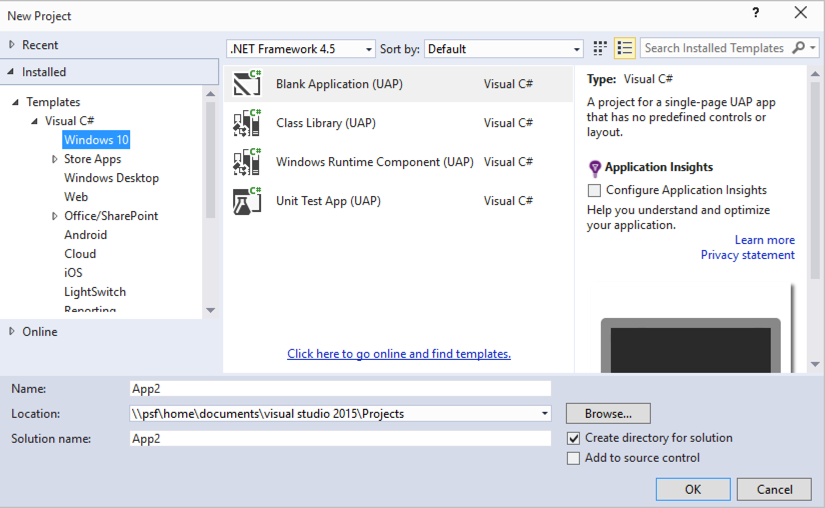 New Project
?
Recent
.NET Framework 4.5
Sort by:
Default
Search Installed Templates
Installed
Templates
Visual C#
Windows 10
Store Apps
Windows Desktop
Web
Office/SharePoint
Android
Cloud
iOS
LightSwitch
Reporting
Online
C# Blank Application (UAP) Visual C#
C# Class Library (UAP) Visual C#
C# Windows Runtime Component (UAP) Visual C#
C# Unit Test App (UAP) Visual C#
Click here to go online and find templates.
Type: Visual C#
A project for a single-page UAP app
that has no predefined controls or
layout.
Application Insights
Configure Application Insights
Help you understand and optimize
your application.
Learn more
Privacy statement
Name: App2
Location: \\psf\home\documents\visual studio 2015\Projects
Browse...
Solution name: App2
Create directory for solution
Add to source control
OK
Cancel